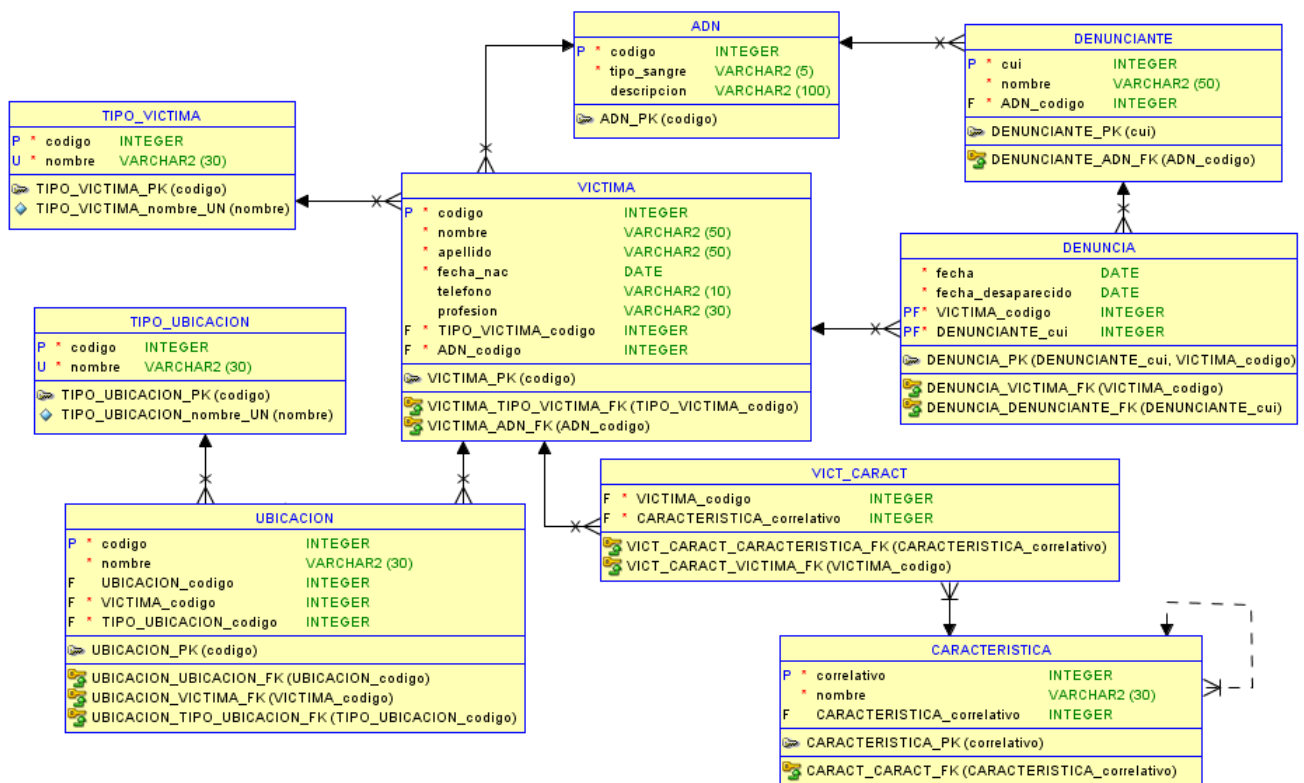 ADN
P * codigo INTEGER
* tipo_sangre VARCHAR2 (5)
descripcion VARCHAR2 (100)
ADN_PK (codigo)
DENUNCIANTE
P * cui INTEGER
* nombre VARCHAR2 (50)
F * ADN_codigo INTEGER
DENUNCIANTE_PK (cui)
DENUNCIANTE_ADN_FK (ADN_codigo)
TIPO_VICTIMA
P * codigo INTEGER
U * nombre VARCHAR2 (30)
TIPO_VICTIMA_PK (codigo)
TIPO_VICTIMA_nombre_UN (nombre)
VICTIMA
P * codigo INTEGER
* nombre VARCHAR2 (50)
* apellido VARCHAR2 (50)
* fecha_nac DATE
telefono VARCHAR2 (10)
profesion VARCHAR2 (30)
F * TIPO_VICTIMA_codigo INTEGER
F * ADN_codigo INTEGER
VICTIMA_PK (codigo)
VICTIMA_TIPO_VICTIMA_FK (TIPO_VICTIMA_codigo)
VICTIMA_ADN_FK (ADN_codigo)
DENUNCIA
* fecha DATE
* fecha_desaparecido DATE
PF* VICTIMA_codigo INTEGER
PF* DENUNCIANTE_cui INTEGER
DENUNCIA_PK (DENUNCIANTE_cui, VICTIMA_codigo)
DENUNCIA_VICTIMA_FK (VICTIMA_codigo)
DENUNCIA_DENUNCIANTE_FK (DENUNCIANTE_cui)
TIPO_UBICACION
P * codigo INTEGER
U * nombre VARCHAR2 (30)
TIPO_UBICACION_PK (codigo)
TIPO_UBICACION_nombre_UN (nombre)
VICT_CARACT
F * VICTIMA_codigo INTEGER
F * CARACTERISTICA_correlativo INTEGER
VICT_CARACT_CARACTERISTICA_FK (CARACTERISTICA_correlativo)
VICT_CARACT_VICTIMA_FK (VICTIMA_codigo)
UBICACION
P * codigo INTEGER
* nombre VARCHAR2 (30)
F UBICACION_codigo INTEGER
F * VICTIMA_codigo INTEGER
F * TIPO_UBICACION_codigo INTEGER
UBICACION_PK (codigo)
UBICACION_UBICACION_FK (UBICACION_codigo)
UBICACION_VICTIMA_FK (VICTIMA_codigo)
UBICACION_TIPO_UBICACION_FK (TIPO_UBICACION_codigo)
CARACTERISTICA
P * correlativo INTEGER
* nombre VARCHAR2 (30)
F CARACTERISTICA_correlativo INTEGER
CARACTERISTICA_PK (correlativo)
CARACT_CARACT_FK (CARACTERISTICA_correlativo)